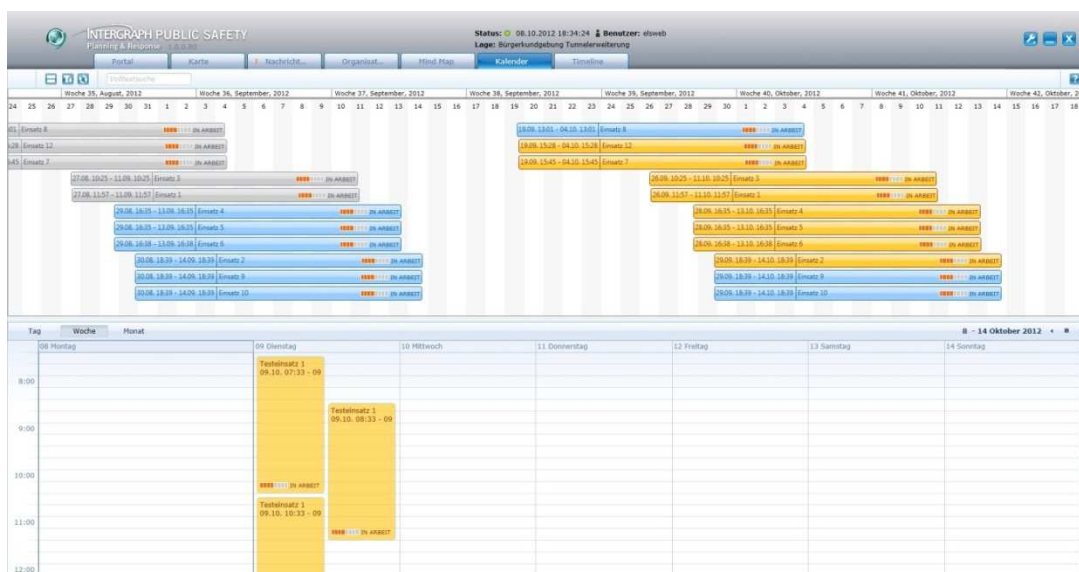 INTERGRAPH PUBLIC SAFETY
Planning & Response
Status: 08.10.2012 18:34:24 Benutzer: elsweb
Lage: Bürgerkundgebung Tunnelerweiterung
Portal Karte Nachricht... Organisat... Mind Map Kalender Timeline
Volltextsuche
Woche 35, August, 2012 Woche 36, September, 2012 Woche 37, September, 2012 Woche 38, September, 2012 Woche 39, September, 2012 Woche 40, Oktober, 2012 Woche 41, Oktober, 2012 Woche 42, Oktober, 2
24 25 26 27 28 29 30 31 1 2 3 4 5 6 7 8 9 10 11 12 13 14 15 16 17 18 19 20 21 22 23 24 25 26 27 28 29 30 1 2 3 4 5 6 7 8 9 10 11 12 13 14 15 16 17 18
:01 Einsatz 8 IN ARBEIT 19.09. 13:01 - 04.10. 13:01 Einsatz 8 IN ARBEIT
:28 Einsatz 12 IN ARBEIT 19.09. 15:28 - 04.10. 15:28 Einsatz 12 IN ARBEIT
:45 Einsatz 7 IN ARBEIT 19.09. 15:45 - 04.10. 15:45 Einsatz 7 IN ARBEIT
27.08. 10:25 - 11.09. 10:25 Einsatz 3 IN ARBEIT 26.09. 10:25 - 11.10. 10:25 Einsatz 3 IN ARBEIT
27.08. 11:57 - 11.09. 11:57 Einsatz 1 IN ARBEIT 26.09. 11:57 - 11.10. 11:57 Einsatz 1 IN ARBEIT
29.08. 16:35 - 13.09. 16:35 Einsatz 4 IN ARBEIT 28.09. 16:35 - 13.10. 16:35 Einsatz 4 IN ARBEIT
29.08. 16:35 - 13.09. 16:35 Einsatz 5 IN ARBEIT 28.09. 16:35 - 13.10. 16:35 Einsatz 5 IN ARBEIT
29.08. 16:38 - 13.09. 16:38 Einsatz 6 IN ARBEIT 28.09. 16:38 - 13.10. 16:38 Einsatz 6 IN ARBEIT
30.08. 18:39 - 14.09. 18:39 Einsatz 2 IN ARBEIT 29.09. 18:39 - 14.10. 18:39 Einsatz 2 IN ARBEIT
30.08. 18:39 - 14.09. 18:39 Einsatz 9 IN ARBEIT 29.09. 18:39 - 14.10. 18:39 Einsatz 9 IN ARBEIT
30.08. 18:39 - 14.09. 18:39 Einsatz 10 IN ARBEIT 29.09. 18:39 - 14.10. 18:39 Einsatz 10 IN ARBEIT
Tag Woche Monat 8 - 14 Oktober 2012
08 Montag 09 Dienstag 10 Mittwoch 11 Donnerstag 12 Freitag 13 Samstag 14 Sonntag
Testeinsatz 1
09.10. 07:33 - 09
8:00
Testeinsatz 1
09.10. 08:33 - 09
9:00
10:00
IN ARBEIT
Testeinsatz 1
09.10. 10:33 - 09
11:00
IN ARBEIT
12:00